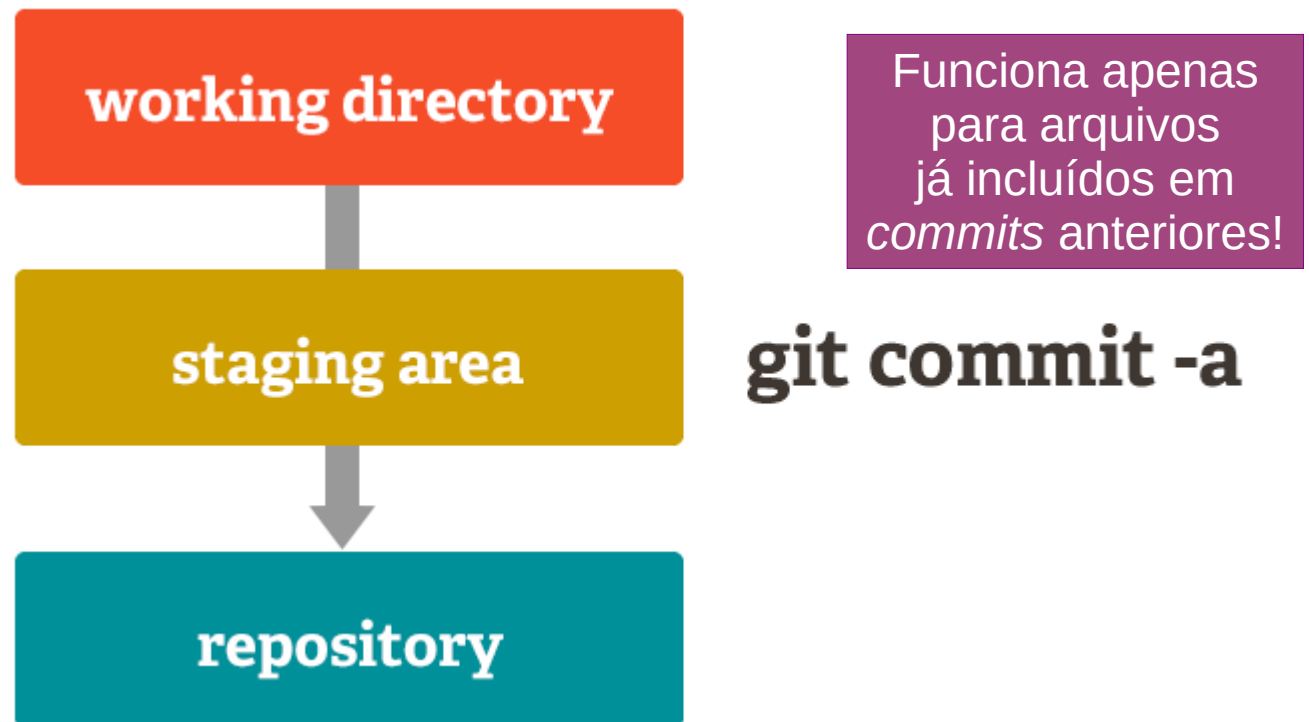 working directory
Funciona apenas
para arquivos
já incluídos em
commits anteriores!
staging area
git commit -a
repository